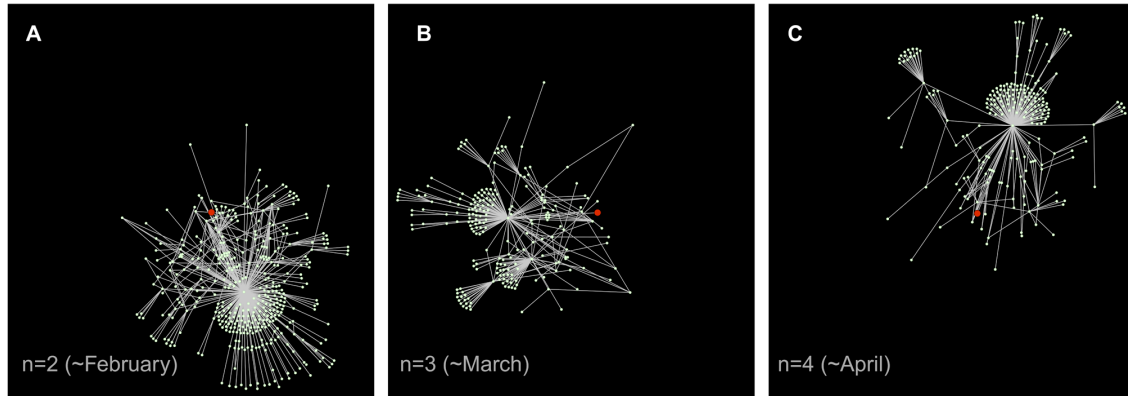 A
B
C
n=2 (~February)
n=3 (~March)
n=4 (~April)